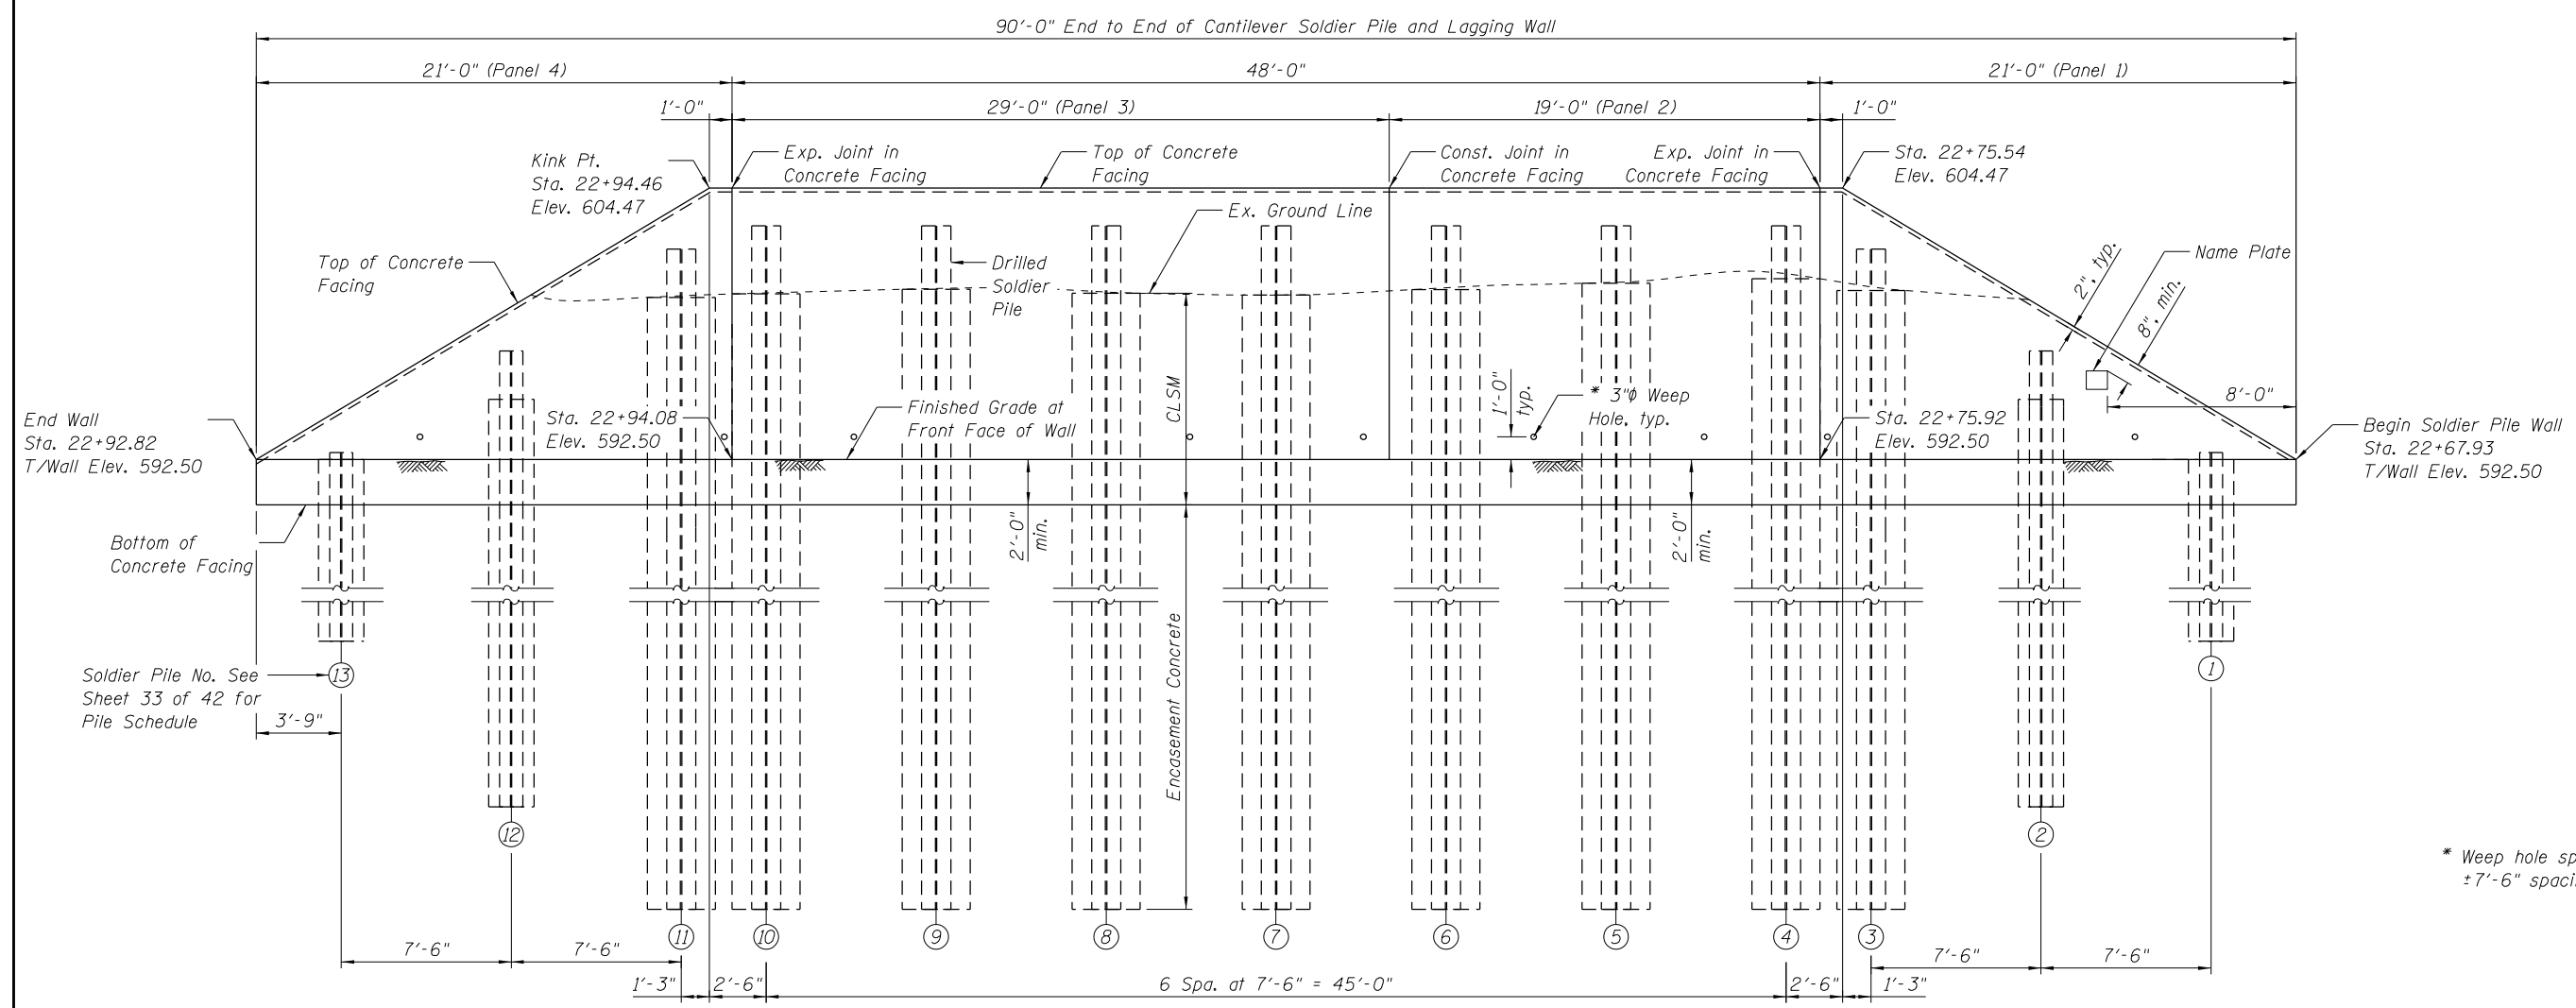 90'-0" End to End of Cantilever Soldier Pile and Lagging Wall
21'-0" (Panel 4)
48'-0"
21'-0" (Panel 1)
1'-0"
29'-0" (Panel 3)
19'-0" (Panel 2)
1'-0"
Kink Pt.
Sta. 22+94.46
Elev. 604.47
Exp. Joint in
Concrete Facing
Top of Concrete
Facing
Const. Joint in
Concrete Facing
Exp. Joint in
Concrete Facing
Sta. 22+75.54
Elev. 604.47
Ex. Ground Line
Top of Concrete
Facing
Drilled
Soldier
Pile
2", typ.
8", min.
Name Plate
8'-0"
CLSM
1'-0"
typ.
* 3"ϕ Weep
Hole, typ.
End Wall
Sta. 22+92.82
T/Wall Elev. 592.50
Sta. 22+94.08
Elev. 592.50
Finished Grade at
Front Face of Wall
Sta. 22+75.92
Elev. 592.50
Begin Soldier Pile Wall
Sta. 22+67.93
T/Wall Elev. 592.50
Bottom of
Concrete Facing
2'-0"
min.
2'-0"
min.
Encasement Concrete
Soldier Pile No. See
Sheet 33 of 42 for
Pile Schedule
13
1
3'-9"
12
2
* Weep hole sp
±7'-6" spaci
11
10
9
8
7
6
5
4
3
7'-6"
7'-6"
7'-6"
7'-6"
1'-3"
2'-6"
6 Spa. at 7'-6" = 45'-0"
2'-6"
1'-3"